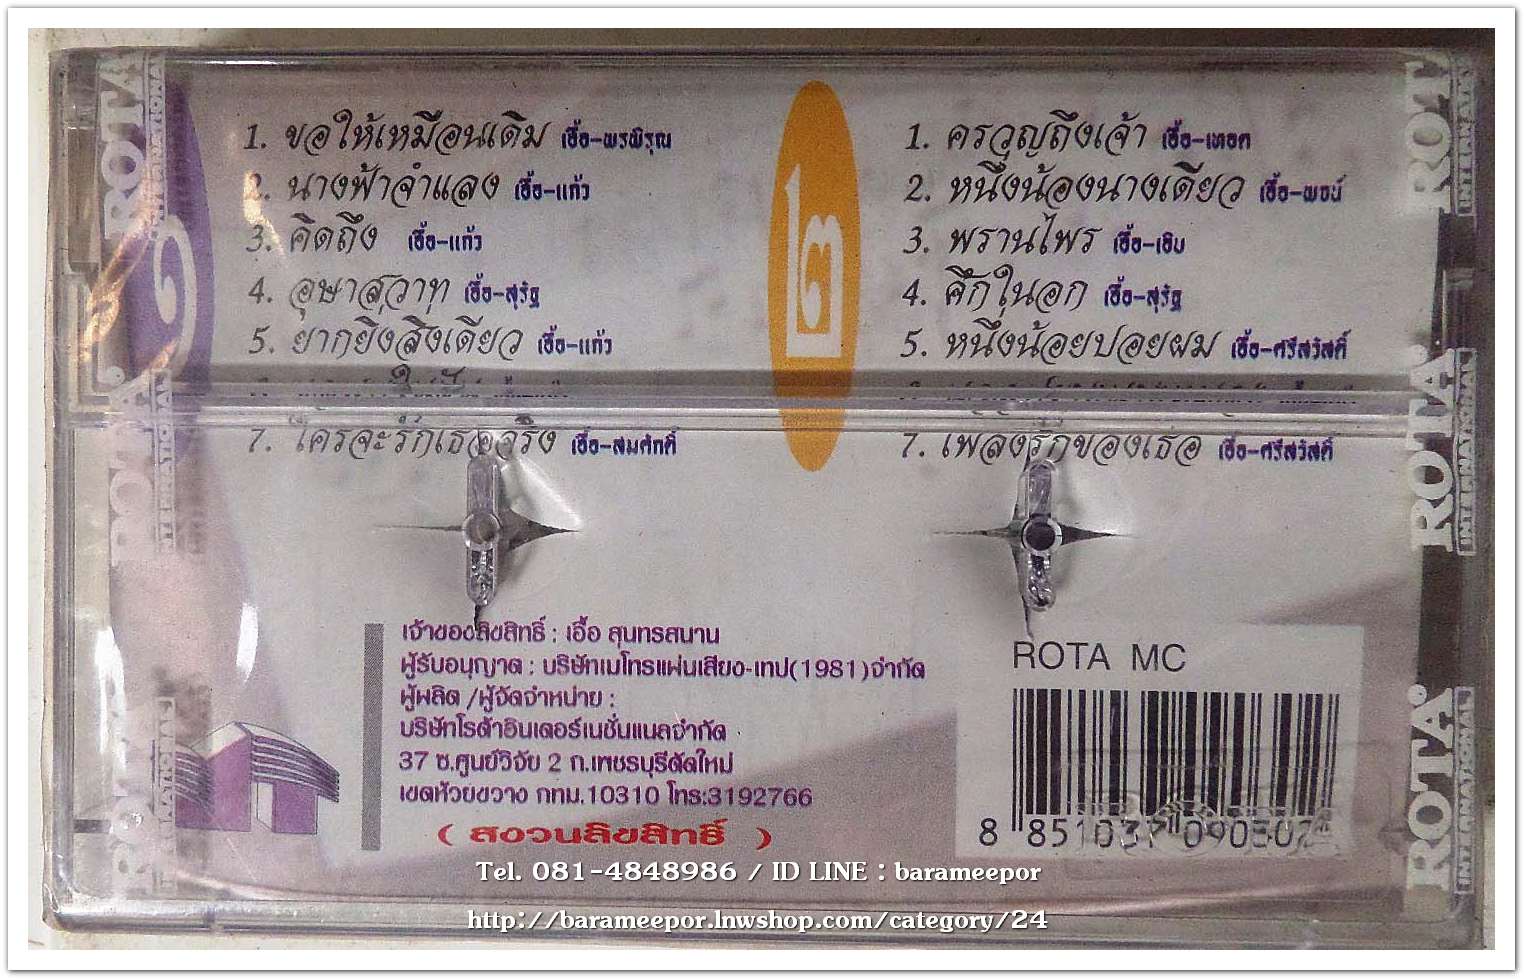 ๑
1. ขอให้เหมือนเดิม เอื้อ-พรพิรุณ
2. นางฟ้าจำแลง เอื้อ-แก้ว
3. คิดถึง เอื้อ-แก้ว
4. อุษาสวาท เอื้อ-สุรัฐ
5. ยากยิ่งสิ่งเดียว เอื้อ-แก้ว
7. ใครจะรักเธอจริง เอื้อ-สมศักดิ์
๒
1. ครวญถึงเจ้า เอื้อ-เทอด
2. หนึ่งน้องนางเดียว เอื้อ-พจน์
3. พรานไพร เอื้อ-เอิบ
4. ศึกในอก เอื้อ-สุรัฐ
5. หนึ่งน้อยปอยผม เอื้อ-ศรีสวัสดิ์
7. เพลงรักของเธอ เอื้อ-ศรีสวัสดิ์
เจ้าของลิขสิทธิ์ : เอื้อ สุนทรสนาน
ผู้รับอนุญาต : บริษัทเมโทรแผ่นเสียง-เทป(1981)จำกัด
ผู้ผลิต /ผู้จัดจำหน่าย :
บริษัทโรต้าอินเตอร์เนชั่นแนลจำกัด
37 ซ.ศูนย์วิจัย 2 ถ.เพชรบุรีตัดใหม่
เขตห้วยขวาง กทม.10310 โทร:3192766
( สงวนลิขสิทธิ์ )
ROTA MC
ROTA INTERNATIONAL
ROTA INTERNATIONAL
ROTA INTERNATIONAL
ROTA INTERNATIONAL
ROTA INTERNATIONAL
Tel. 081-4848986 / ID LINE : barameepor
http://barameepor.lnwshop.com/category/24